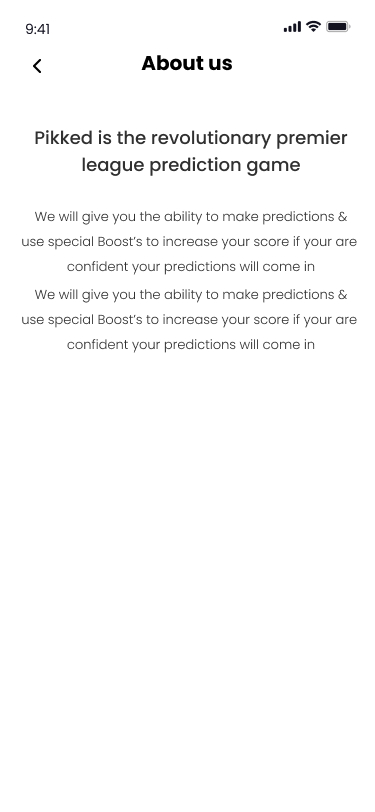 9:41
About us
Pikked is the revolutionary premier
league prediction game
We will give you the ability to make predictions &
use special Boost's to increase your score if your are
confident your predictions will come in
We will give you the ability to make predictions &
use special Boost's to increase your score if your are
confident your predictions will come in